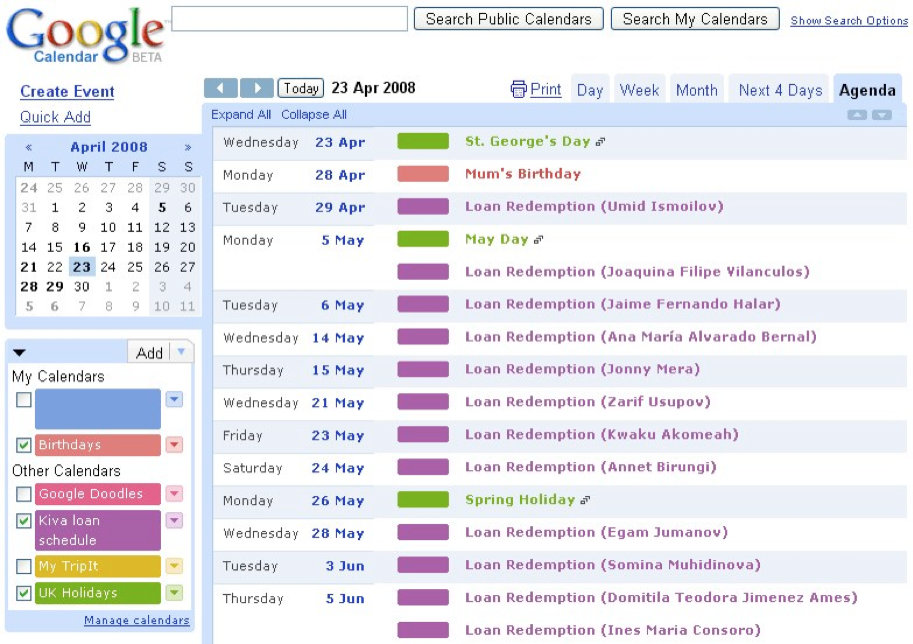 Google
Calendar BETA
Search Public Calendars Search My Calendars Show Search Options
Create Event
Quick Add
Today 23 Apr 2008 Print Day Week Month Next 4 Days Agenda
Expand All Collapse All
« April 2008 »
M T W T F S S
24 25 26 27 28 29 30
31 1 2 3 4 5 6
7 8 9 10 11 12 13
14 15 16 17 18 19 20
21 22 23 24 25 26 27
28 29 30 1 2 3 4
5 6 7 8 9 10 11
Add
My Calendars
Birthdays
Other Calendars
Google Doodles
Kiva loan
schedule
My TripIt
UK Holidays
Manage calendars
Wednesday 23 Apr St. George's Day
Monday 28 Apr Mum's Birthday
Tuesday 29 Apr Loan Redemption (Umid Ismoilov)
Monday 5 May May Day
Loan Redemption (Joaquina Filipe Vilanculos)
Tuesday 6 May Loan Redemption (Jaime Fernando Halar)
Wednesday 14 May Loan Redemption (Ana María Alvarado Bernal)
Thursday 15 May Loan Redemption (Jonny Mera)
Wednesday 21 May Loan Redemption (Zarif Usupov)
Friday 23 May Loan Redemption (Kwaku Akomeah)
Saturday 24 May Loan Redemption (Annet Birungi)
Monday 26 May Spring Holiday
Wednesday 28 May Loan Redemption (Egam Jumanov)
Tuesday 3 Jun Loan Redemption (Somina Muhidinova)
Thursday 5 Jun Loan Redemption (Domitila Teodora Jimenez Ames)
Loan Redemption (Ines Maria Consoro)